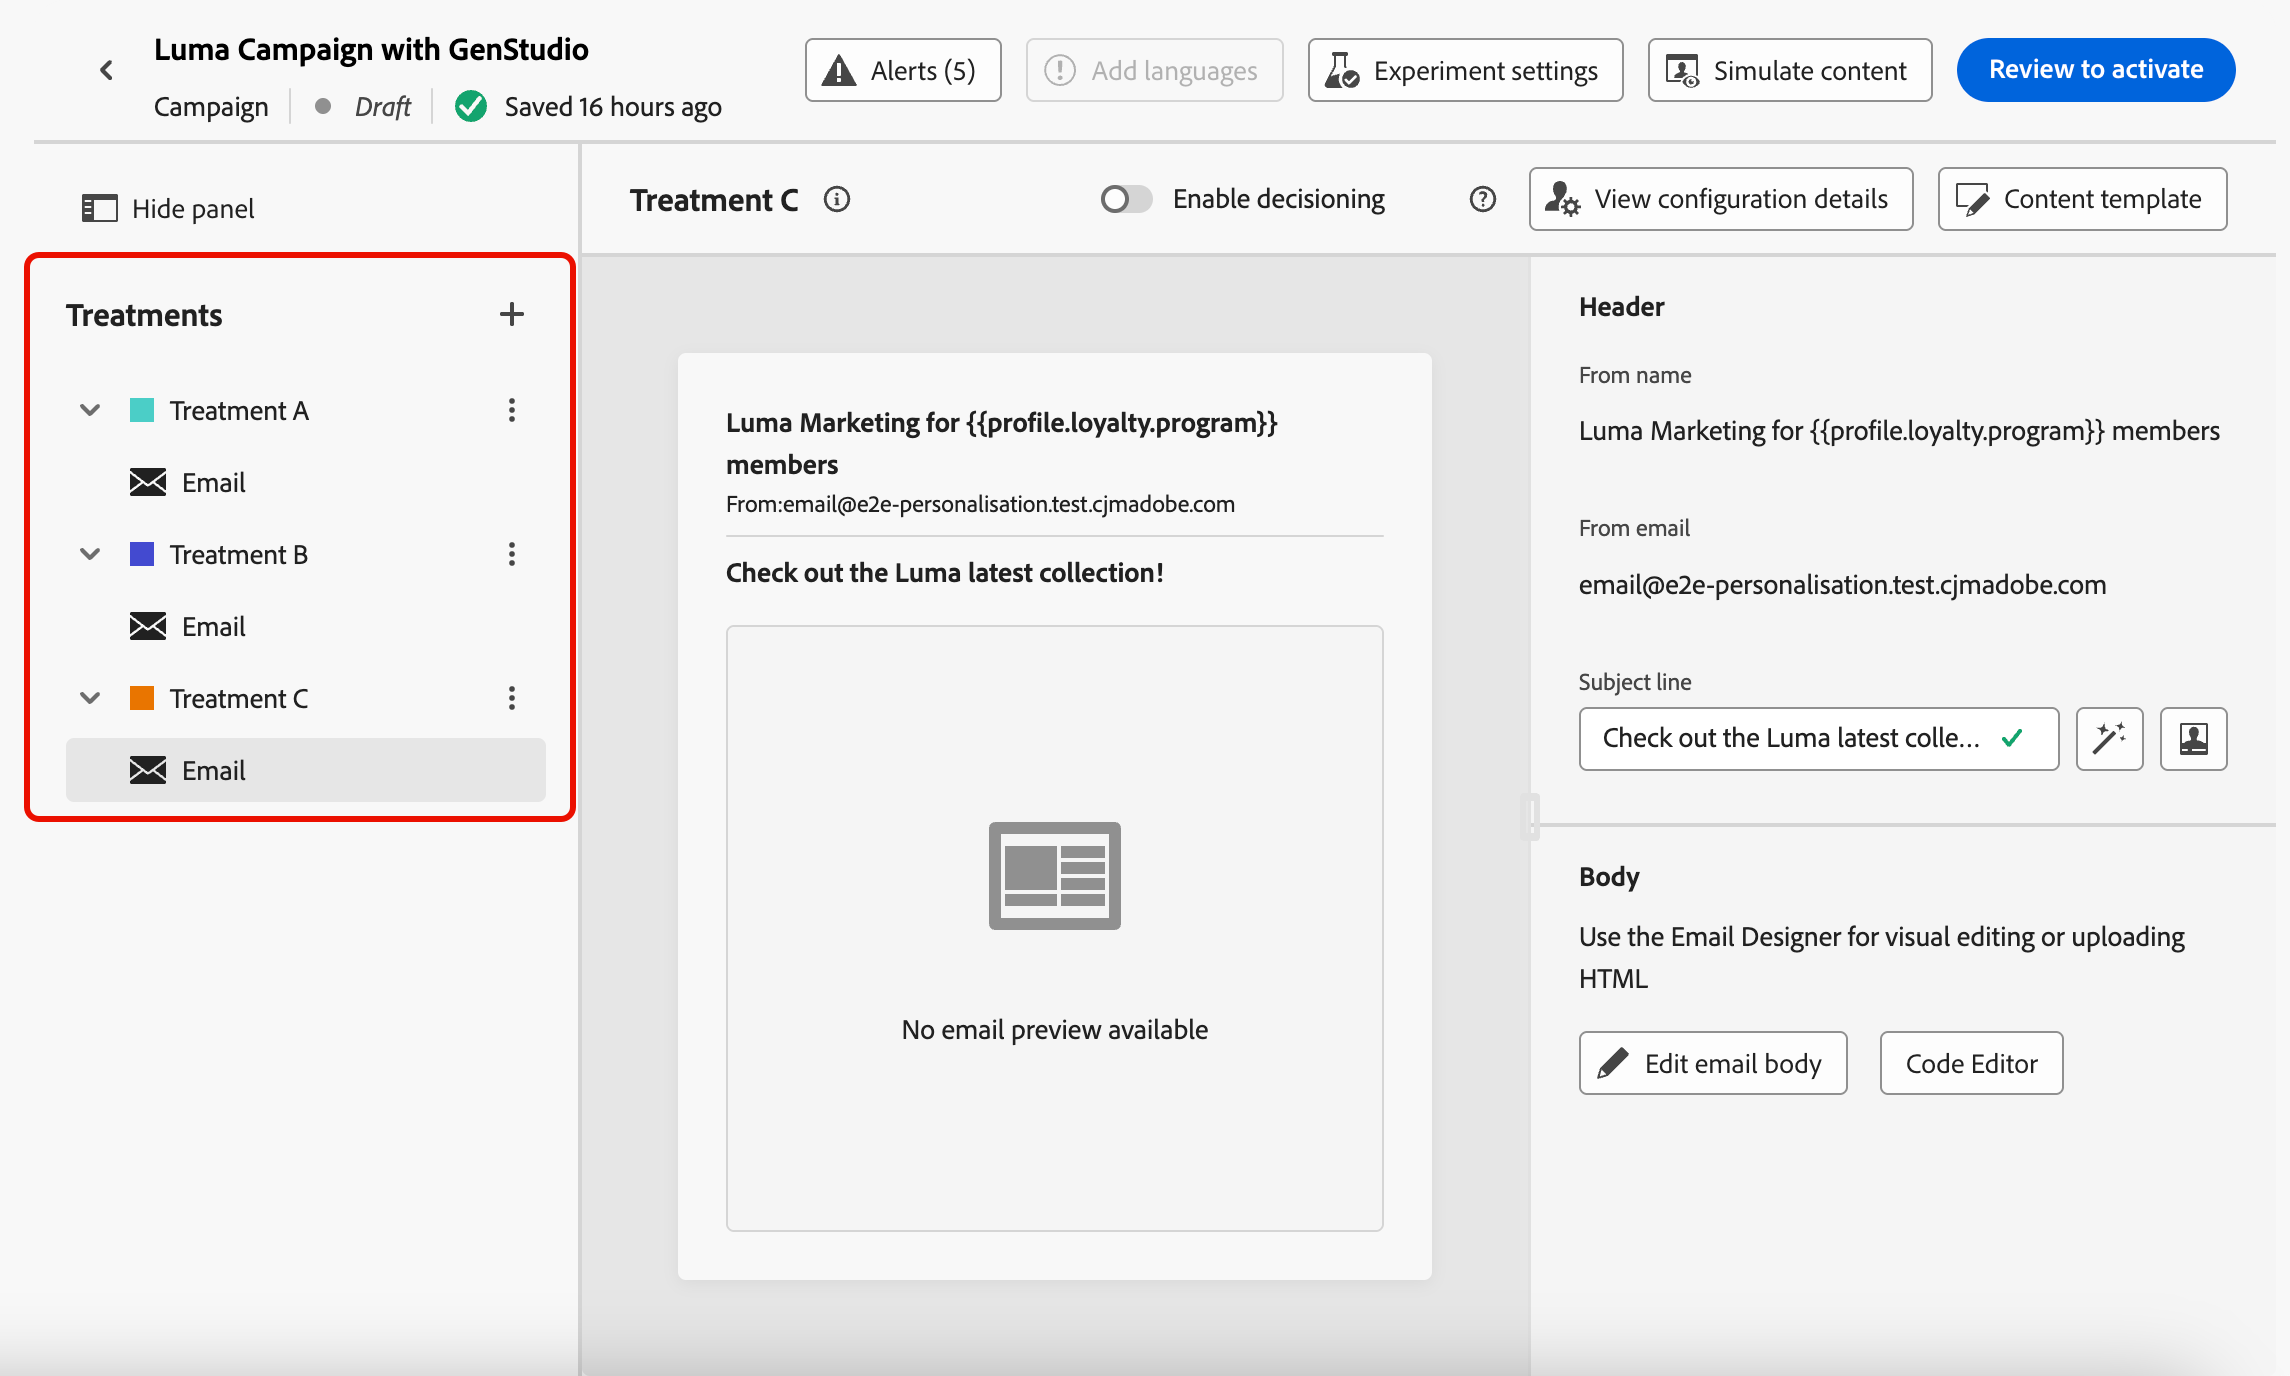 Luma Campaign with GenStudio
Campaign
Draft
Saved 16 hours ago
Alerts (5)
Add languages
Experiment settings
Simulate content
Review to activate
Hide panel
Treatments
Treatment A
Email
Treatment B
Email
Treatment C
Email
Treatment C
Enable decisioning
View configuration details
Content template
Luma Marketing for {{profile.loyalty.program}}
members
From:email@e2e-personalisation.test.cjmadobe.com
Check out the Luma latest collection!
No email preview available
Header
From name
Luma Marketing for {{profile.loyalty.program}} members
From email
email@e2e-personalisation.test.cjmadobe.com
Subject line
Check out the Luma latest colle...
Body
Use the Email Designer for visual editing or uploading
HTML
Edit email body
Code Editor